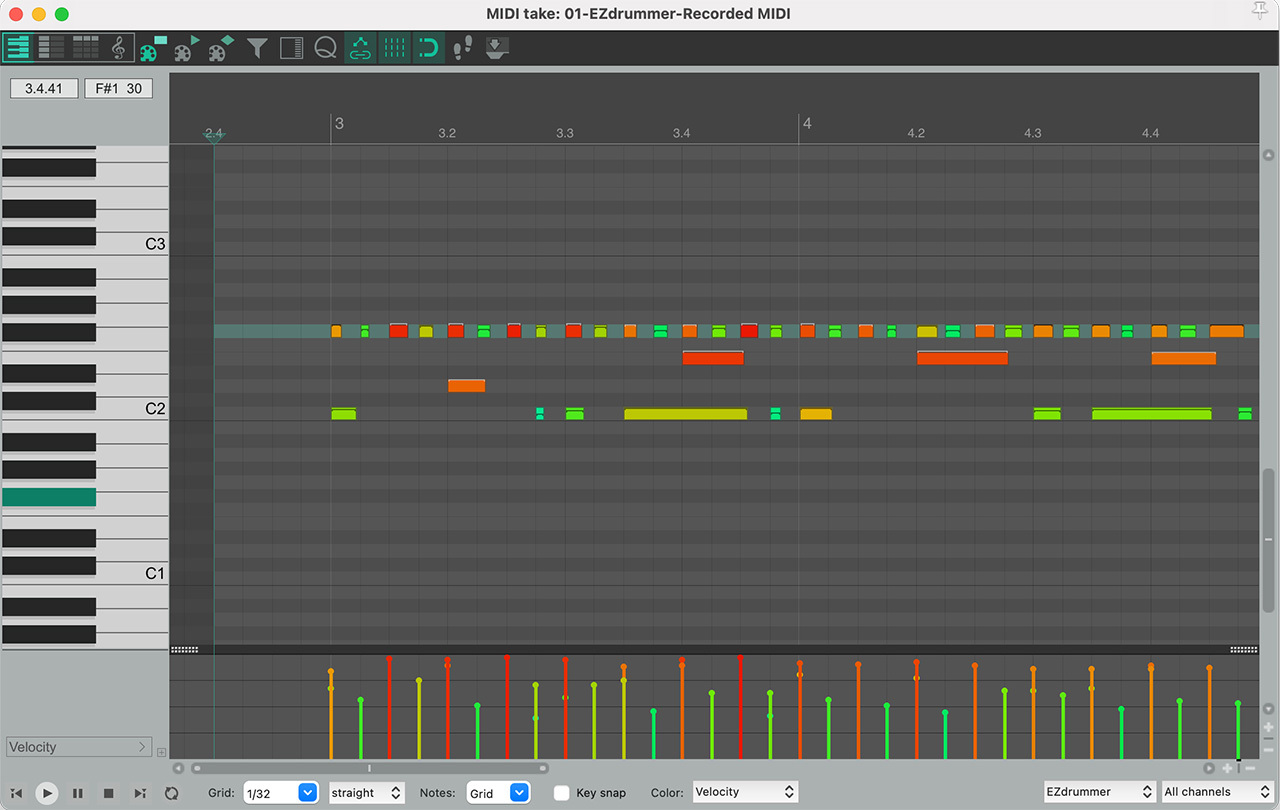 MIDI take: 01-EZdrummer-Recorded MIDI
3.4.41 F#1 30
3 4
2.4 3.2 3.3 3.4 4.2 4.3 4.4
C3
C2
C1
Velocity
Grid: 1/32 straight Notes: Grid Key snap Color: Velocity EZdrummer All channels